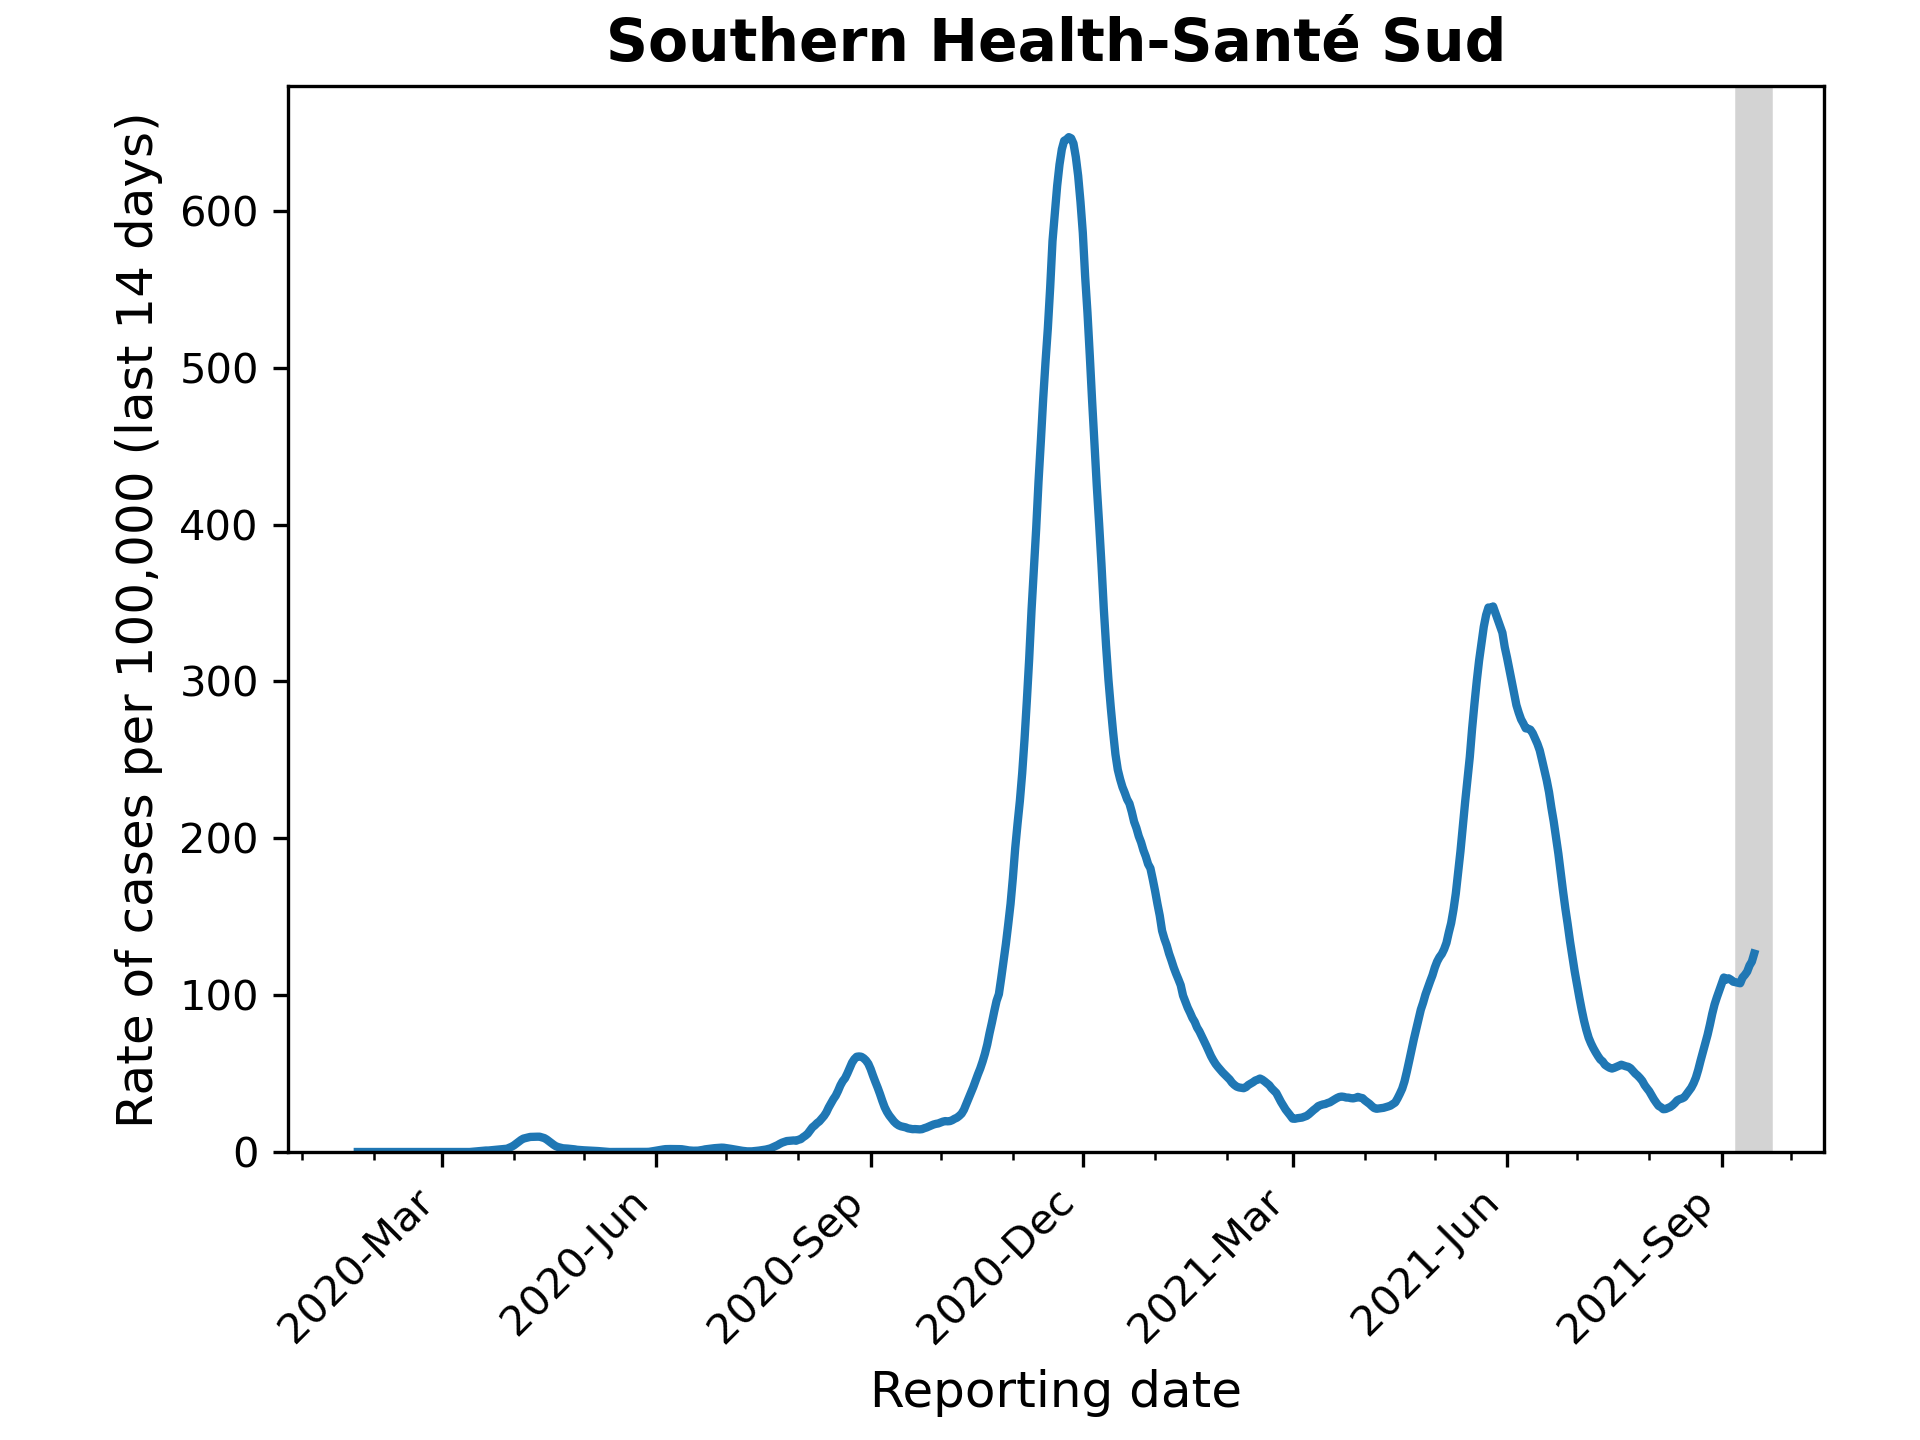 Southern Health-Santé Sud
Rate of cases per 100,000 (last 14 days)
600
500
400
300
200
100
0
2020-Mar
2020-Jun
2020-Sep
2020-Dec
2021-Mar
2021-Jun
2021-Sep
Reporting date